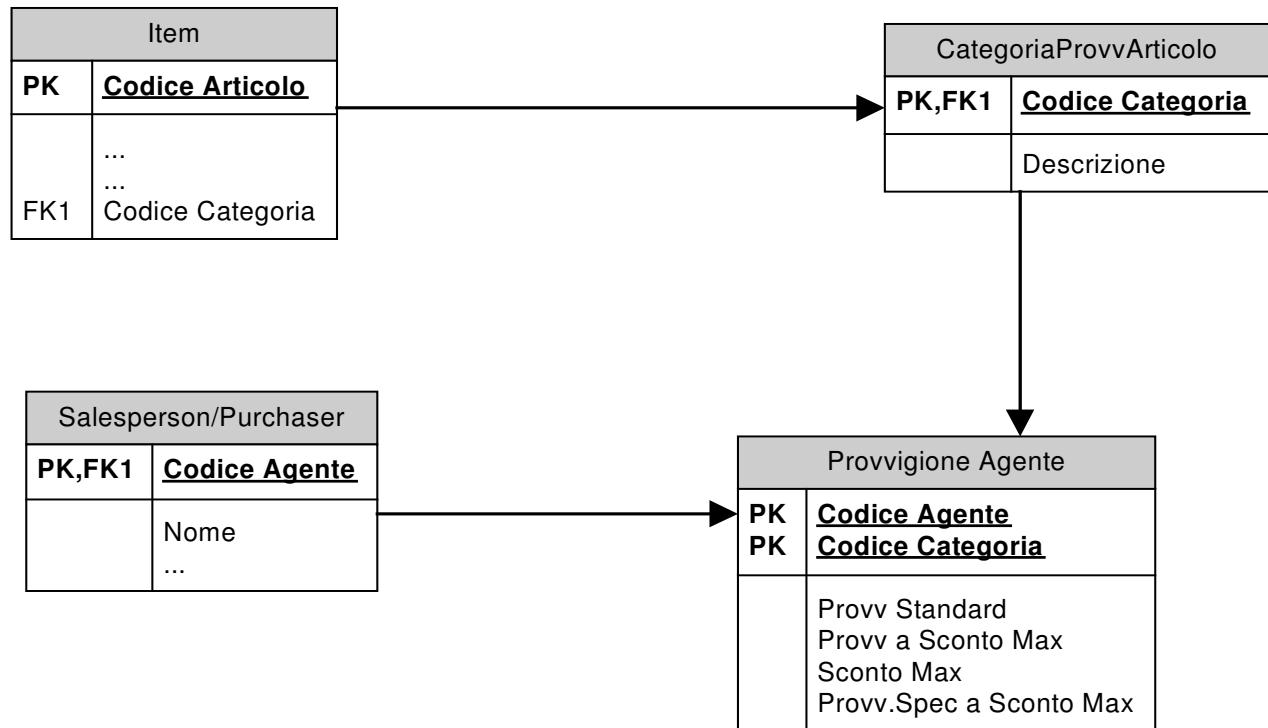 Item
PK Codice Articolo
...
...
FK1 Codice Categoria
CategoriaProvvArticolo
PK,FK1 Codice Categoria
Descrizione
Salesperson/Purchaser
PK,FK1 Codice Agente
Nome
...
Provvigione Agente
PK Codice Agente
PK Codice Categoria
Provv Standard
Provv a Sconto Max
Sconto Max
Provv.Spec a Sconto Max